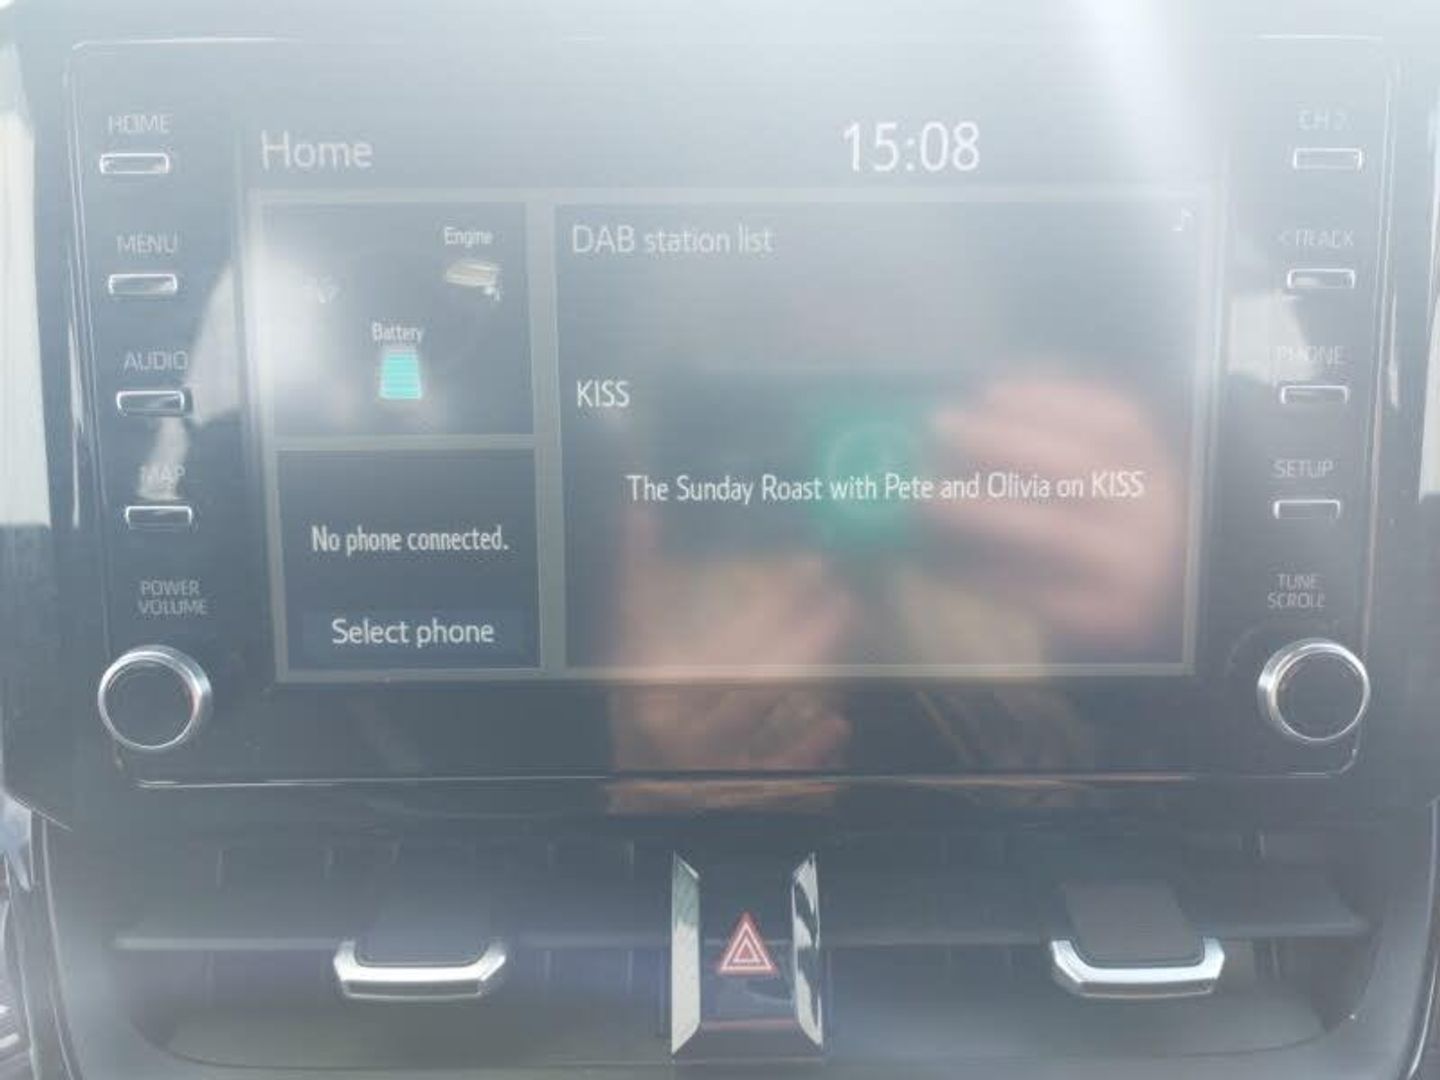 HOME
Home
15:08
MENU
Engine
DAB station list
AUDIO
Battery
KISS
MAP
The Sunday Roast with Pete and Olivia on KISS
No phone connected.
Select phone
POWER
VOLUME
<TRACK
PHONE
SETUP
TUNE
SCROLL